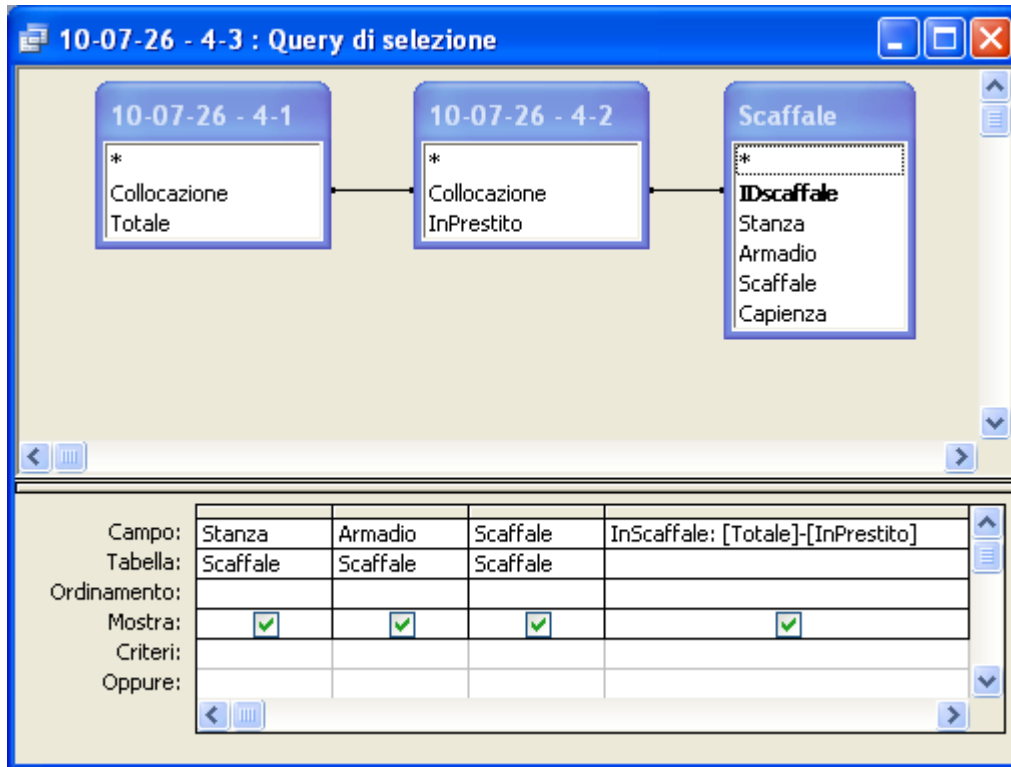 10-07-26 - 4-3 : Query di selezione
10-07-26 - 4-1
*
Collocazione
Totale
10-07-26 - 4-2
*
Collocazione
InPrestito
Scaffale
*
IDscaffale
Stanza
Armadio
Scaffale
Capienza
Campo: Stanza Armadio Scaffale InScaffale: [Totale]-[InPrestito]
Tabella: Scaffale Scaffale Scaffale
Ordinamento:
Mostra:
Criteri:
Oppure: